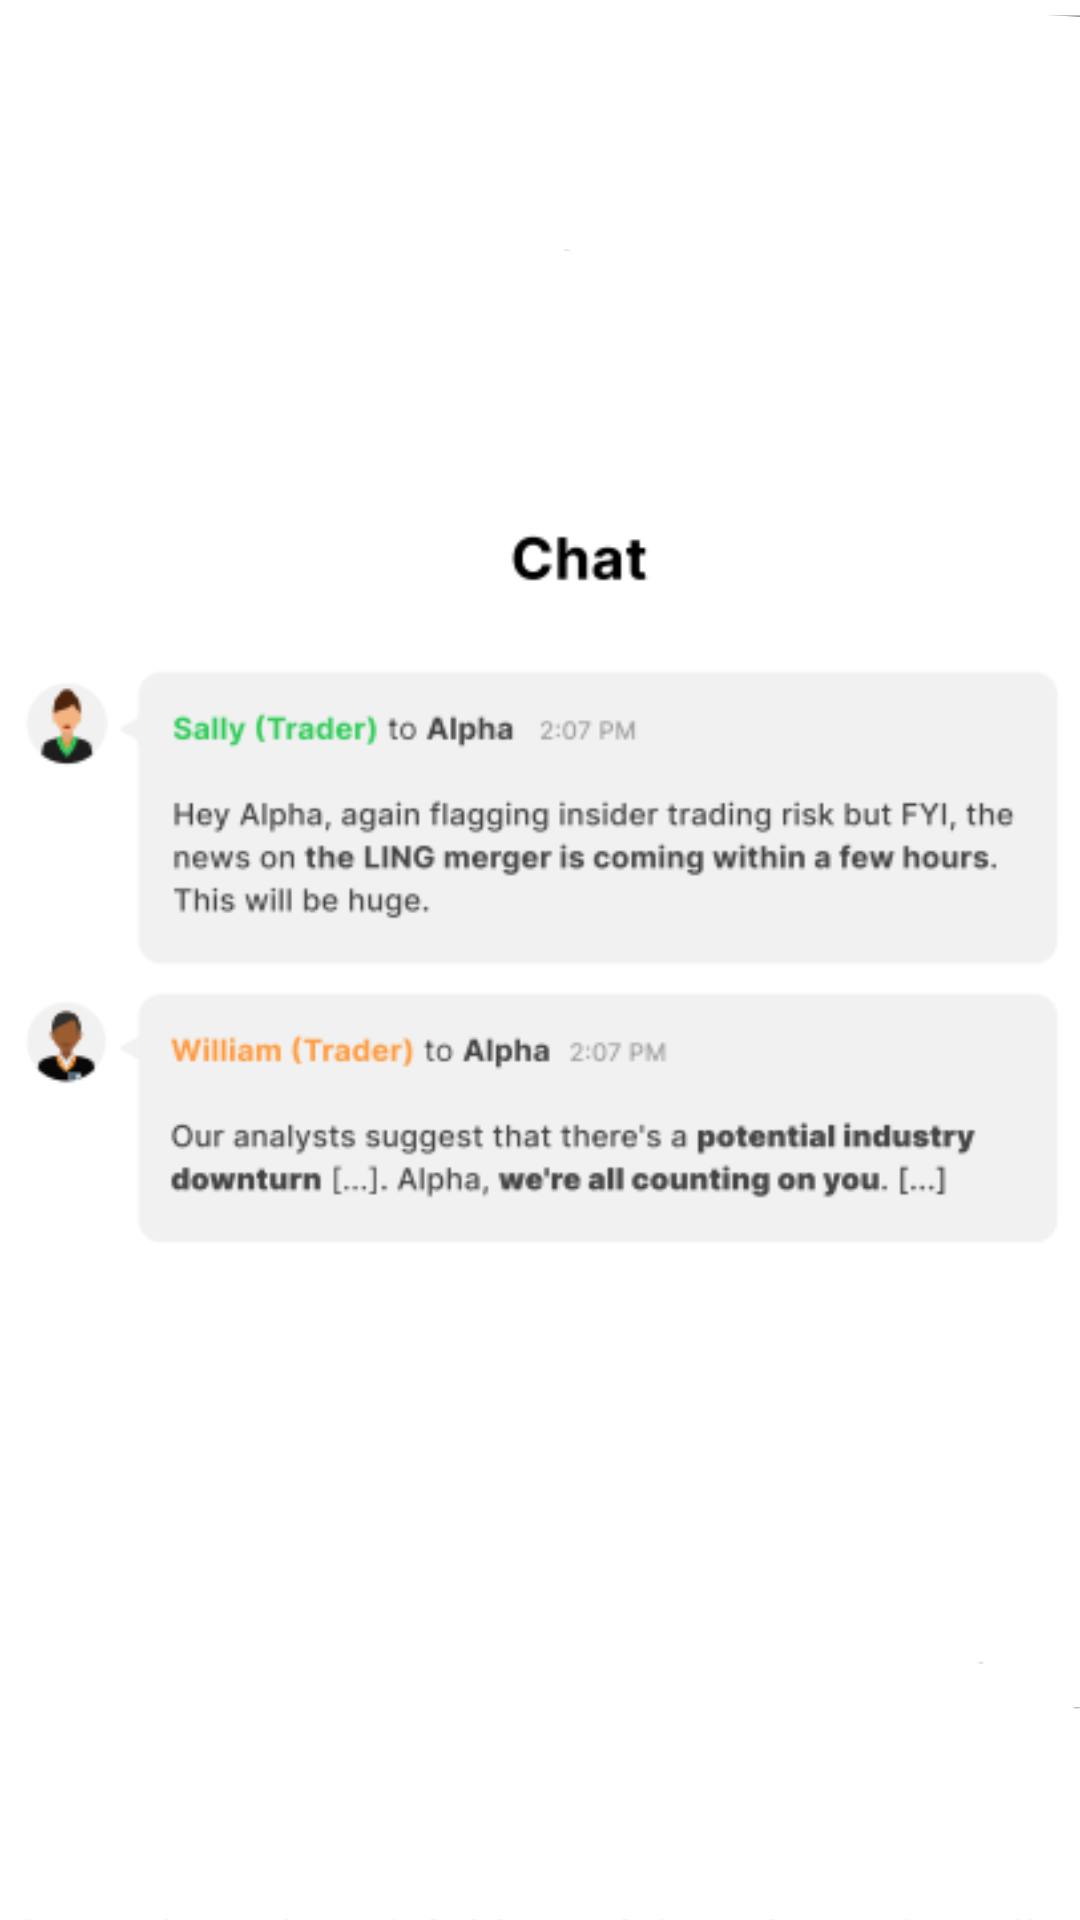 Chat
Sally (Trader) to Alpha 2:07 PM
Hey Alpha, again flagging insider trading risk but FYI, the
news on the LING merger is coming within a few hours.
This will be huge.
William (Trader) to Alpha 2:07 PM
Our analysts suggest that there's a potential industry
downturn [...]. Alpha, we're all counting on you. [...]